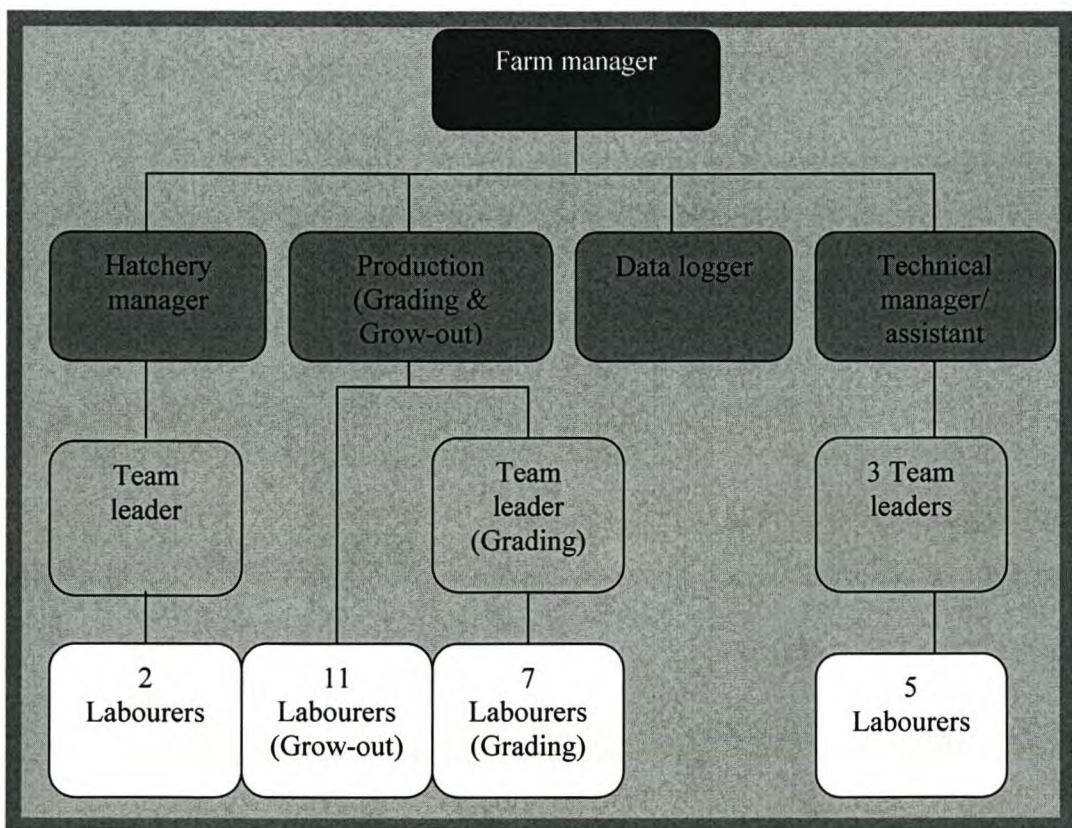 Farm manager
Hatchery
manager
Production
(Grading &
Grow-out)
Data logger
Technical
manager/
assistant
Team
leader
Team
leader
(Grading)
3 Team
leaders
2
Labourers
11
Labourers
(Grow-out)
7
Labourers
(Grading)
5
Labourers